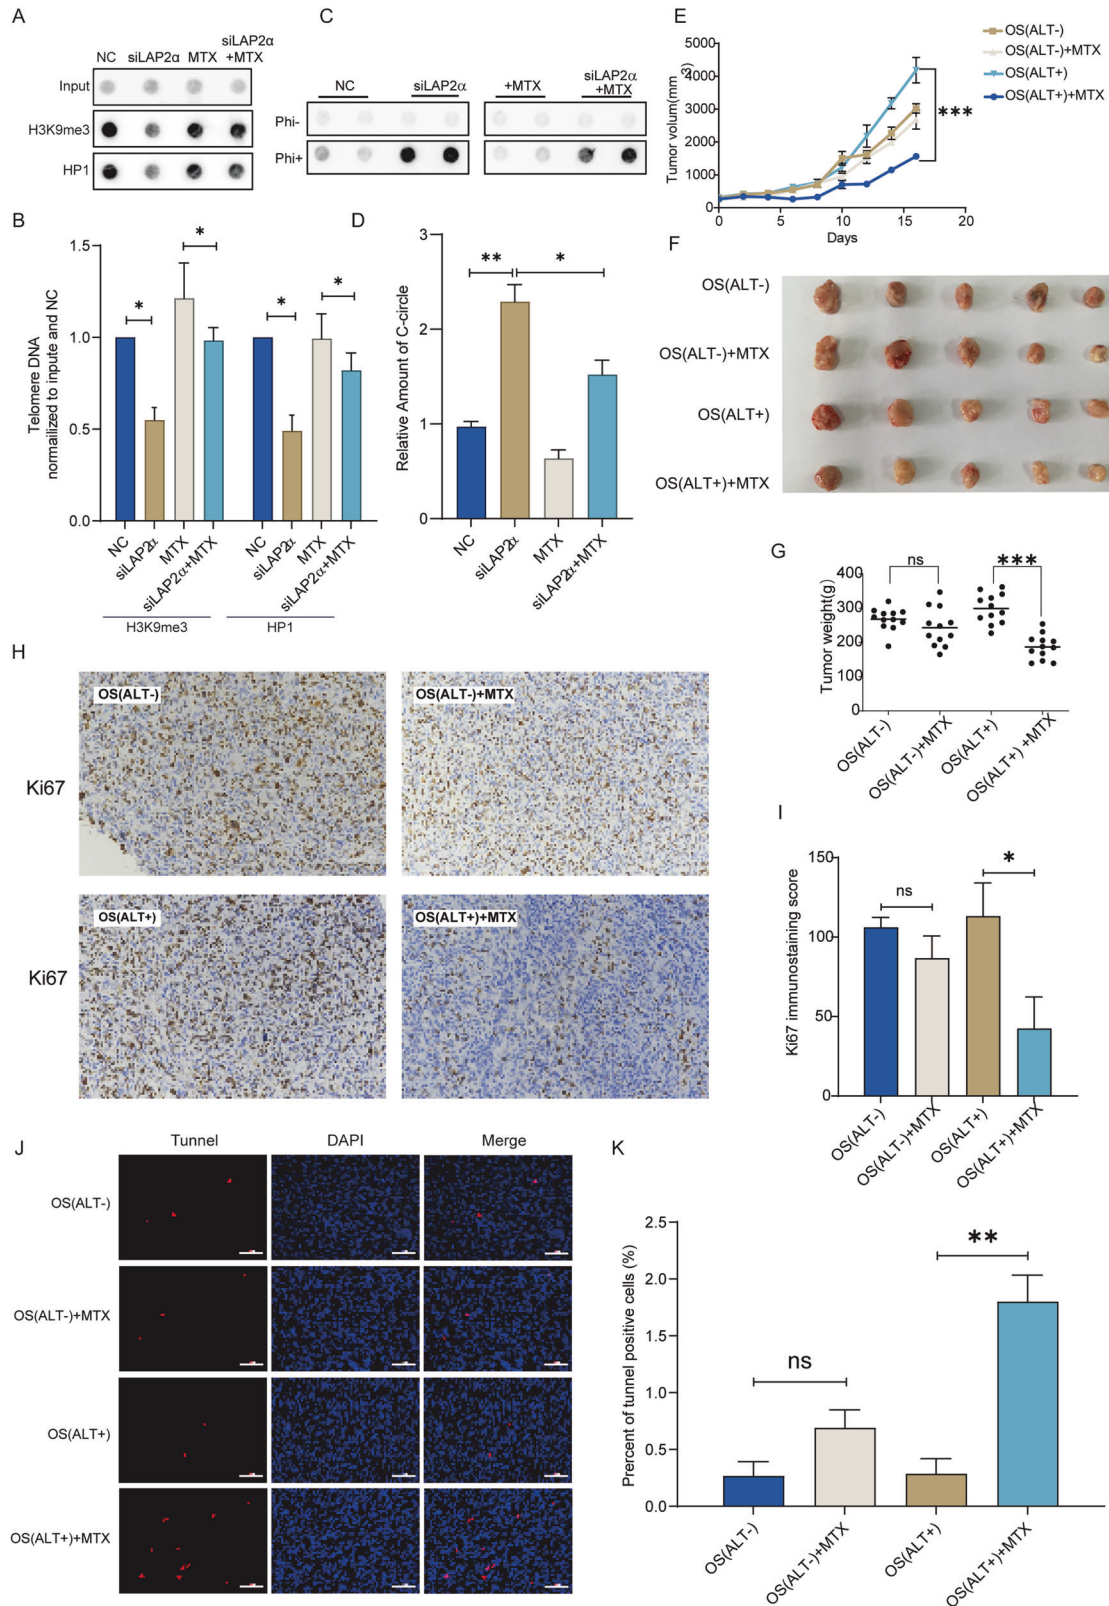 A
NC siLAP2α MTX siLAP2α
+MTX
Input
H3K9me3
HP1
B
Telomere DNA
normailzed to inpute and NC
1.5
1.0
0.5
0.0
* * * *
NC siLAP2α MTX siLAP2α+MTX NC siLAP2α MTX siLAP2α+MTX
H3K9me3 HP1
C
NC siLAP2α +MTX siLAP2α
+MTX
Phi-
Phi+
D
Relative Amount of C-circle
3
2
1
0
** *
NC siLAP2α MTX siLAP2α+MTX
E
Tumor volum(mm 3)
5000
4000
3000
2000
1000
0
0 5 10 15 20
Days
OS(ALT-)
OS(ALT-)+MTX
OS(ALT+)
OS(ALT+)+MTX
***
F
OS(ALT-)
OS(ALT-)+MTX
OS(ALT+)
OS(ALT+)+MTX
G
Tumor weight(g)
400
300
200
100
0
ns ***
OS(ALT-) OS(ALT-)+MTX OS(ALT+) OS(ALT+)+MTX
H
OS(ALT-) OS(ALT-)+MTX
Ki67
OS(ALT+) OS(ALT+)+MTX
Ki67
I
Ki67 immunostaining score
150
100
50
0
ns *
OS(ALT-) OS(ALT-)+MTX OS(ALT+) OS(ALT+)+MTX
J
Tunnel DAPI Merge
OS(ALT-)
OS(ALT-)+MTX
OS(ALT+)
OS(ALT+)+MTX
K
Prercent of tunnel positive cells (%)
2.5
2.0
1.5
1.0
0.5
0.0
ns **
OS(ALT-) OS(ALT-)+MTX OS(ALT+) OS(ALT+)+MTX